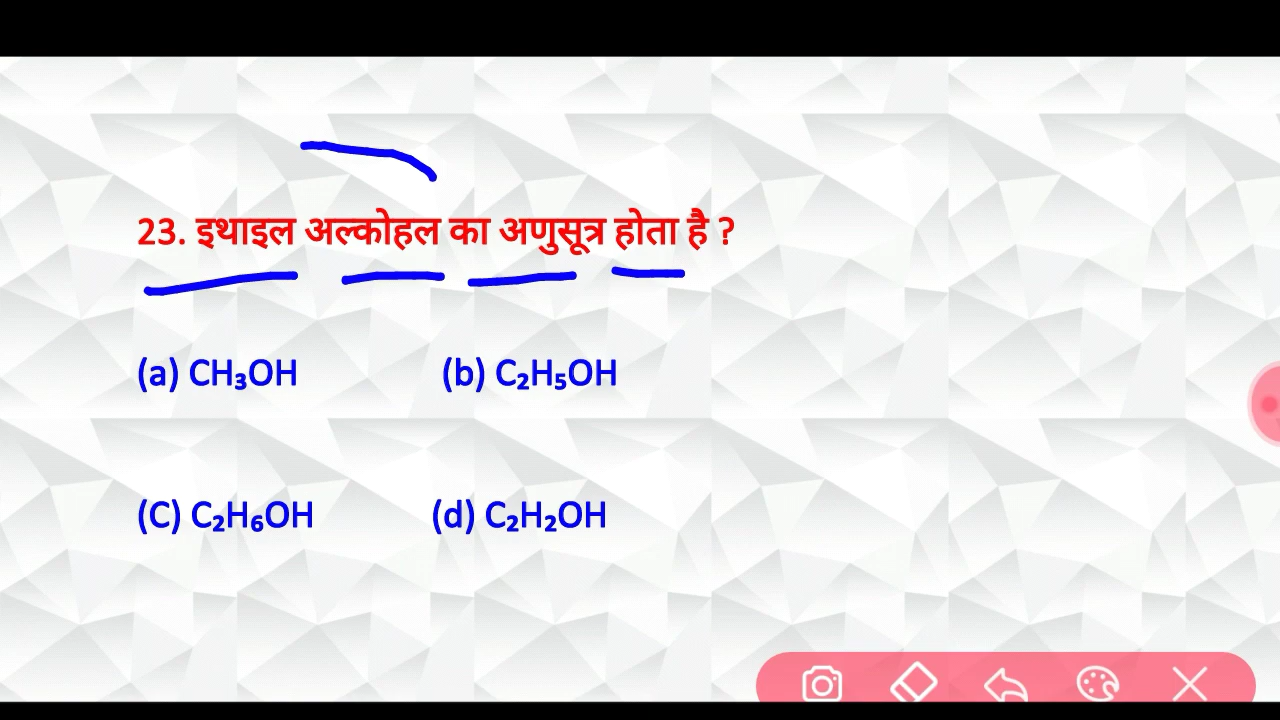 23. इथाइल अल्कोहल का अणुसूत्र होता है ?
(a) CH₃OH (b) C₂H₅OH
(C) C₂H₆OH (d) C₂H₂OH